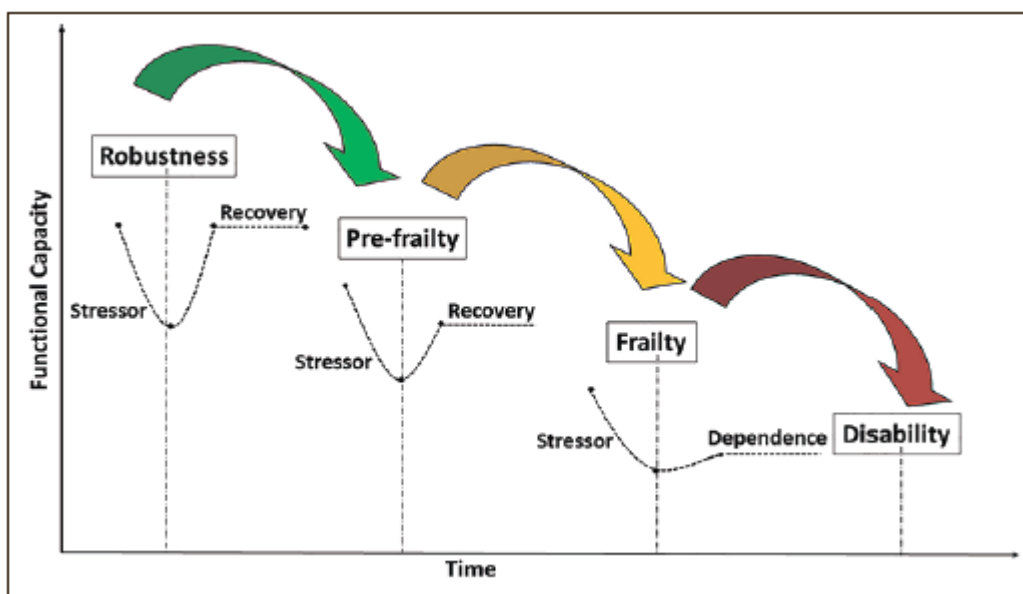 Robustness
Recovery
Stressor
Pre-frailty
Recovery
Stressor
Frailty
Stressor
Dependence
Disability
Functional Capacity
Time